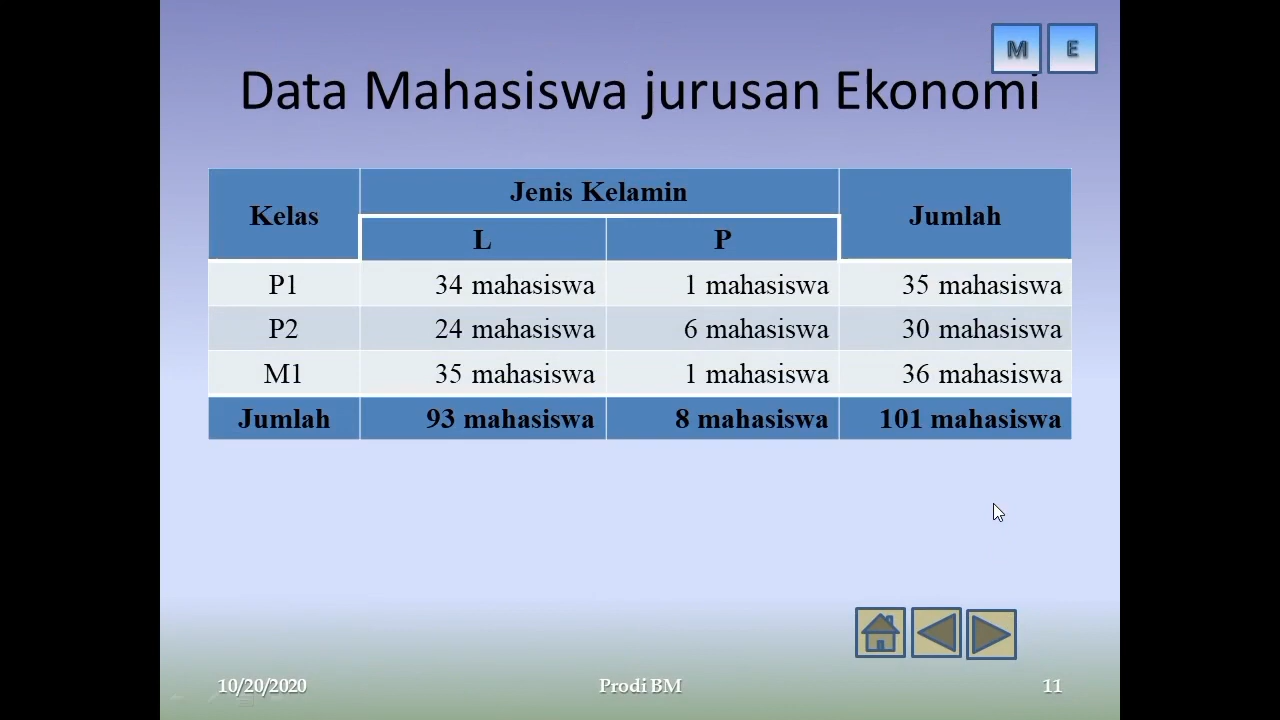 M E
Data Mahasiswa jurusan Ekonomi
Kelas Jenis Kelamin Jumlah
L P
P1 34 mahasiswa 1 mahasiswa 35 mahasiswa
P2 24 mahasiswa 6 mahasiswa 30 mahasiswa
M1 35 mahasiswa 1 mahasiswa 36 mahasiswa
Jumlah 93 mahasiswa 8 mahasiswa 101 mahasiswa
10/20/2020 Prodi BM 11